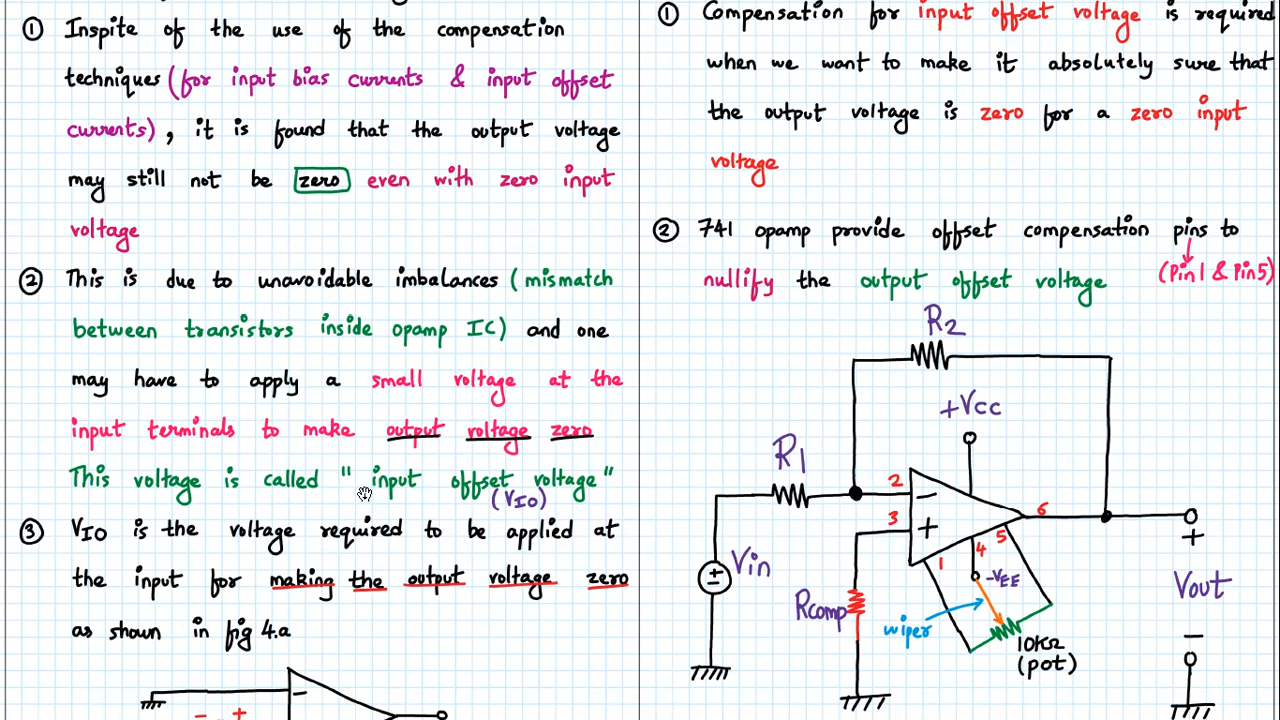 ① Inspite of the use of the compensation
techniques (for input bias currents & input offset
currents), it is found that the output voltage
may still not be zero even with zero input
voltage
② This is due to unavoidable imbalances (mismatch
between transistors inside opamp IC) and one
may have to apply a small voltage at the
input terminals to make output voltage zero
This voltage is called "input offset voltage"
(VIO)
③ VIO is the voltage required to be applied at
the input for making the output voltage zero
as shown in fig 4.a
−
− +
① Compensation for input offset voltage is required
when we want to make it absolutely sure that
the output voltage is zero for a zero input
voltage
② 741 opamp provide offset compensation pins to
(Pin1 & Pin5)
nullify the output offset voltage
R2
+VCC
R1
2
−
3
+
6
5
4
1
+
−
Vin
-VEE
+
Vout
−
Rcomp
wiper
10KΩ
(pot)